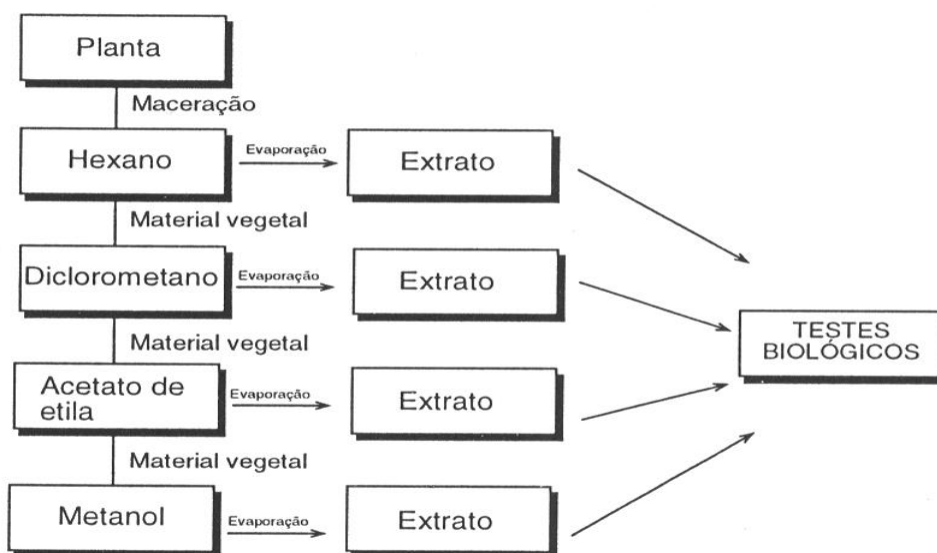 Planta
Maceração
Hexano
Evaporação
Extrato
Material vegetal
Diclorometano
Evaporação
Extrato
Material vegetal
Acetato de
etila
Evaporação
Extrato
Material vegetal
Metanol
Evaporação
Extrato
TESTES
BIOLÓGICOS